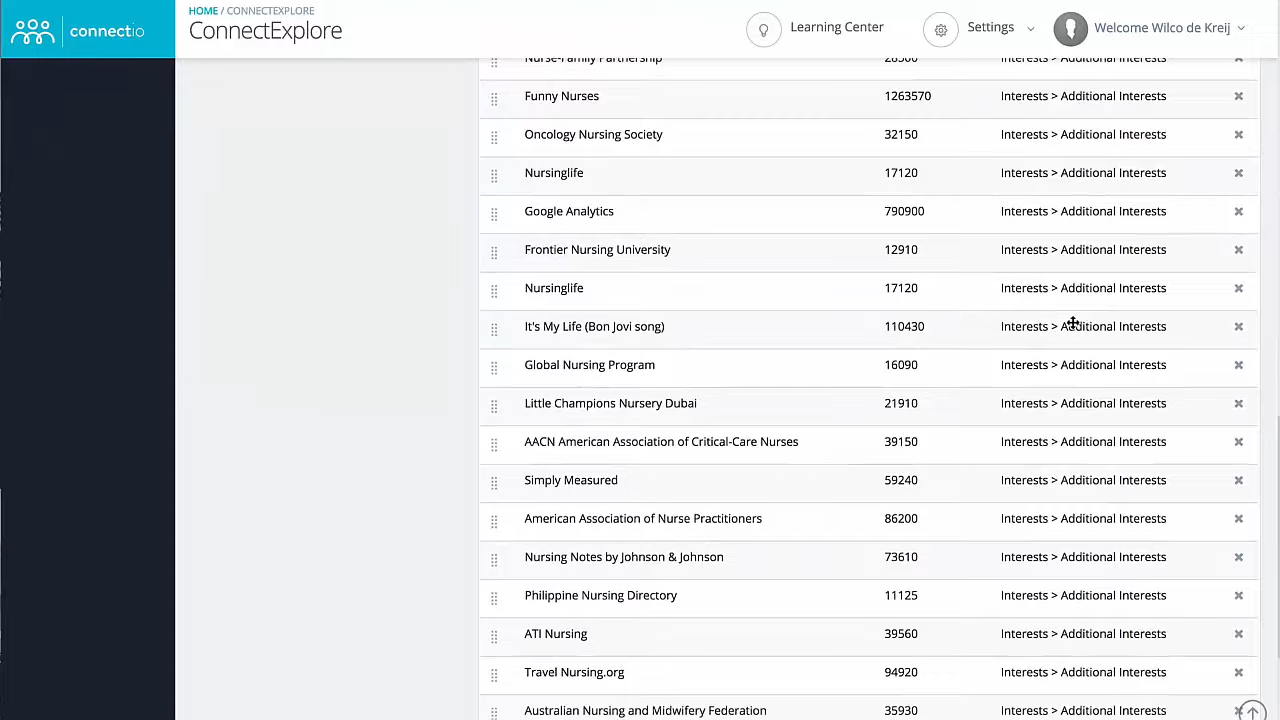 connectio
HOME / CONNECTEXPLORE
ConnectExplore
Learning Center
Settings
Welcome Wilco de Kreij
Nurse-Family Partnership Interests > Additional Interests
Funny Nurses 1263570 Interests > Additional Interests
Oncology Nursing Society 32150 Interests > Additional Interests
Nursinglife 17120 Interests > Additional Interests
Google Analytics 790900 Interests > Additional Interests
Frontier Nursing University 12910 Interests > Additional Interests
Nursinglife 17120 Interests > Additional Interests
It's My Life (Bon Jovi song) 110430 Interests > Additional Interests
Global Nursing Program 16090 Interests > Additional Interests
Little Champions Nursery Dubai 21910 Interests > Additional Interests
AACN American Association of Critical-Care Nurses 39150 Interests > Additional Interests
Simply Measured 59240 Interests > Additional Interests
American Association of Nurse Practitioners 86200 Interests > Additional Interests
Nursing Notes by Johnson & Johnson 73610 Interests > Additional Interests
Philippine Nursing Directory 11125 Interests > Additional Interests
ATI Nursing 39560 Interests > Additional Interests
Travel Nursing.org 94920 Interests > Additional Interests
Australian Nursing and Midwifery Federation 35930 Interests > Additional Interests